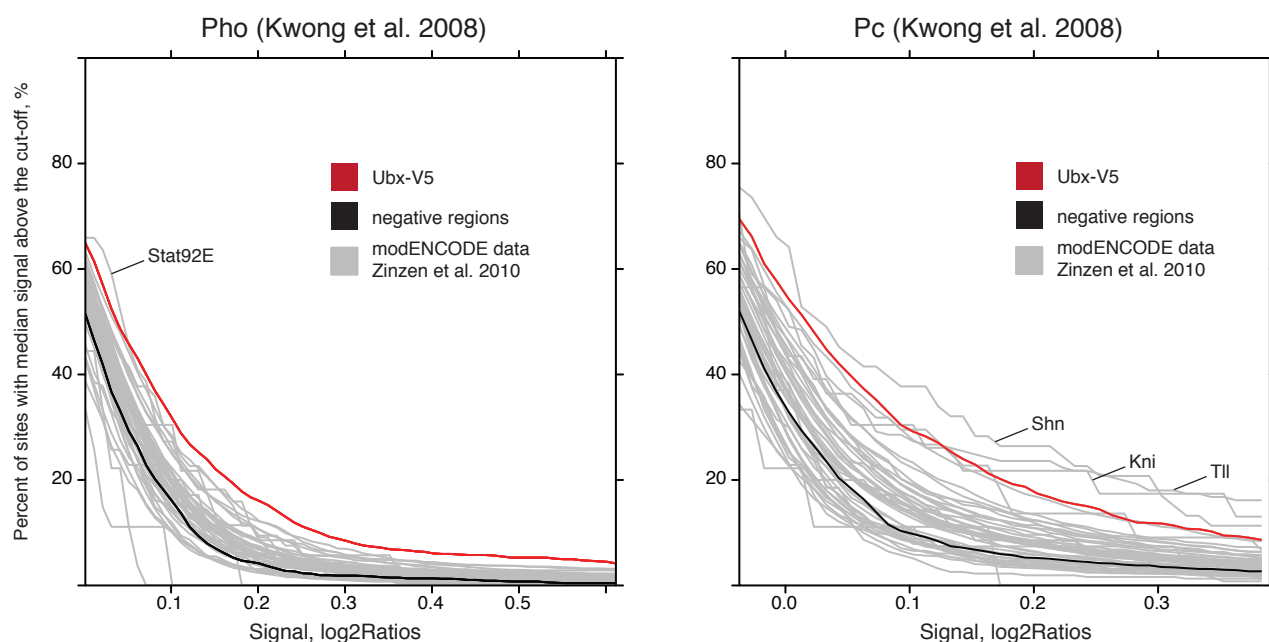 Pho (Kwong et al. 2008)
Percent of sites with median signal above the cut-off, %
80
60
40
20
Stat92E
Ubx-V5
negative regions
modENCODE data
Zinzen et al. 2010
0.1
0.2
0.3
0.4
0.5
Signal, log2Ratios
Pc (Kwong et al. 2008)
80
60
40
20
Ubx-V5
negative regions
modENCODE data
Zinzen et al. 2010
Shn
Kni
Tll
0.0
0.1
0.2
0.3
Signal, log2Ratios